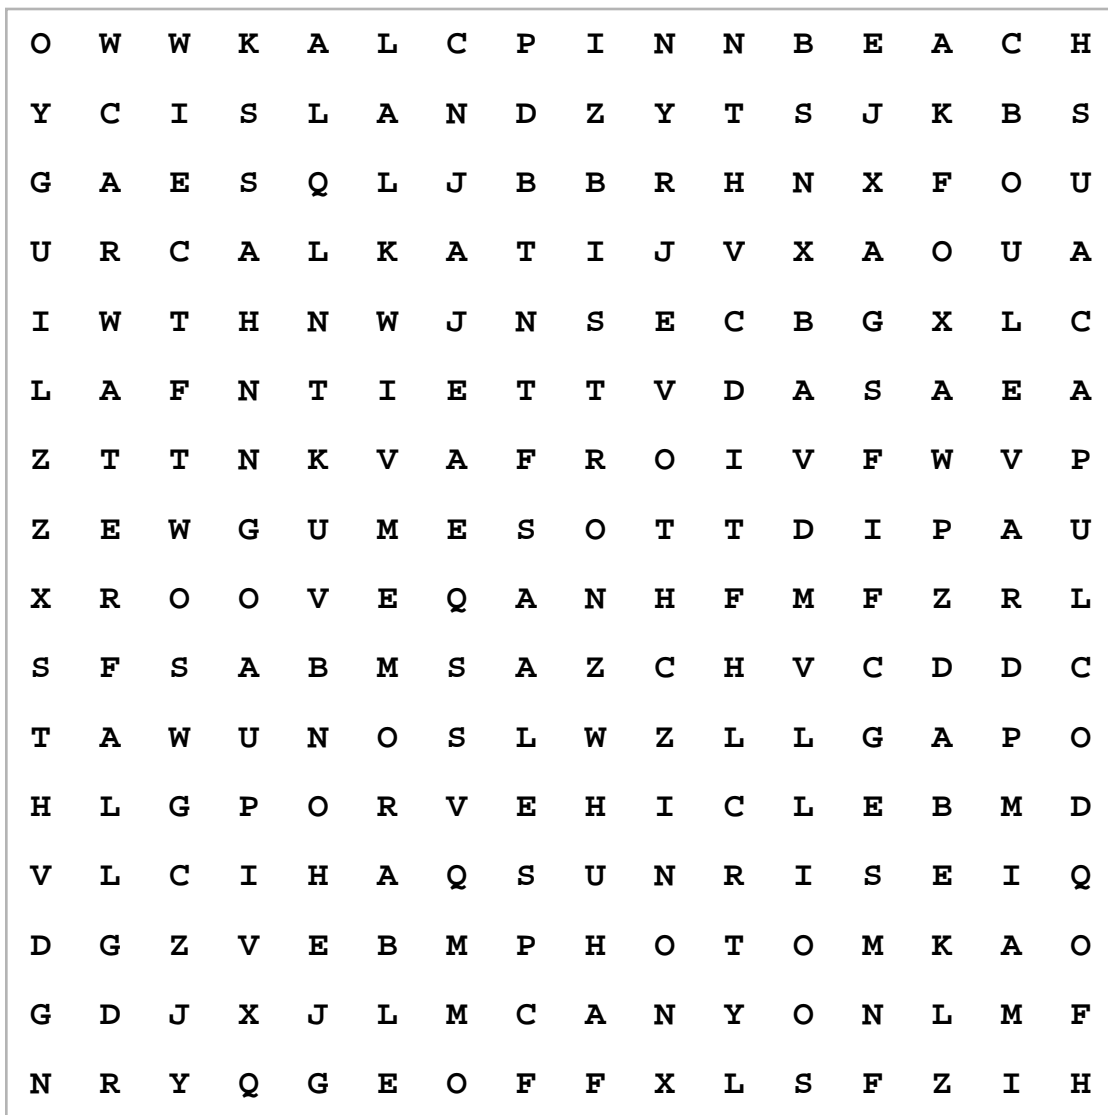 O W W K A L C P I N N B E A C H
Y C I S L A N D Z Y T S J K B S
G A E S Q L J B B R H N X F O U
U R C A L K A T I J V X A O U A
I W T H N W J N S E C B G X L C
L A F N T I E T T V D A S A E A
Z T T N K V A F R O I V F W V P
Z E W G U M E S O T T D I P A U
X R O O V E Q A N H F M F Z R L
S F S A B M S A Z C H V C D D C
T A W U N O S L W Z L L G A P O
H L G P O R V E H I C L E B M D
V L C I H A Q S U N R I S E I Q
D G Z V E B M P H O T O M K A O
G D J X J L M C A N Y O N L M F
N R Y Q G E O F F X L S F Z I H